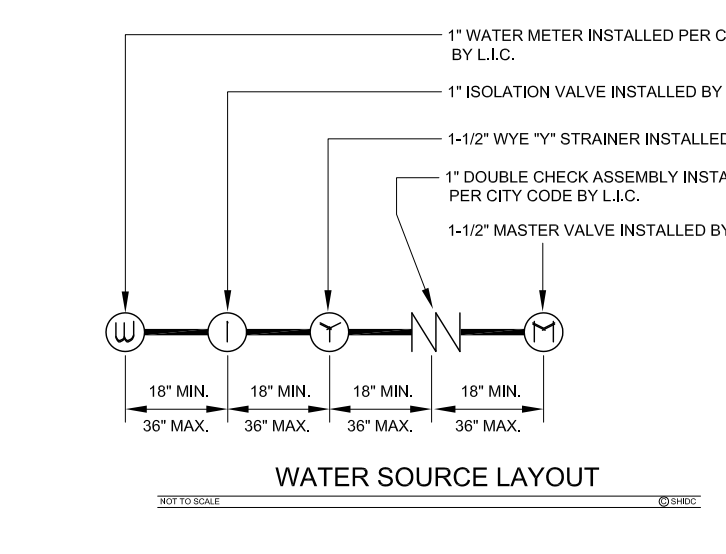 1" WATER METER INSTALLED PER C
BY L.I.C.
1" ISOLATION VALVE INSTALLED BY
1-1/2" WYE "Y" STRAINER INSTALLED
1" DOUBLE CHECK ASSEMBLY INSTA
PER CITY CODE BY L.I.C.
1-1/2" MASTER VALVE INSTALLED BY
W I Y M
18" MIN. 18" MIN. 18" MIN. 18" MIN.
36" MAX. 36" MAX. 36" MAX. 36" MAX.
WATER SOURCE LAYOUT
NOT TO SCALE © SHIDC